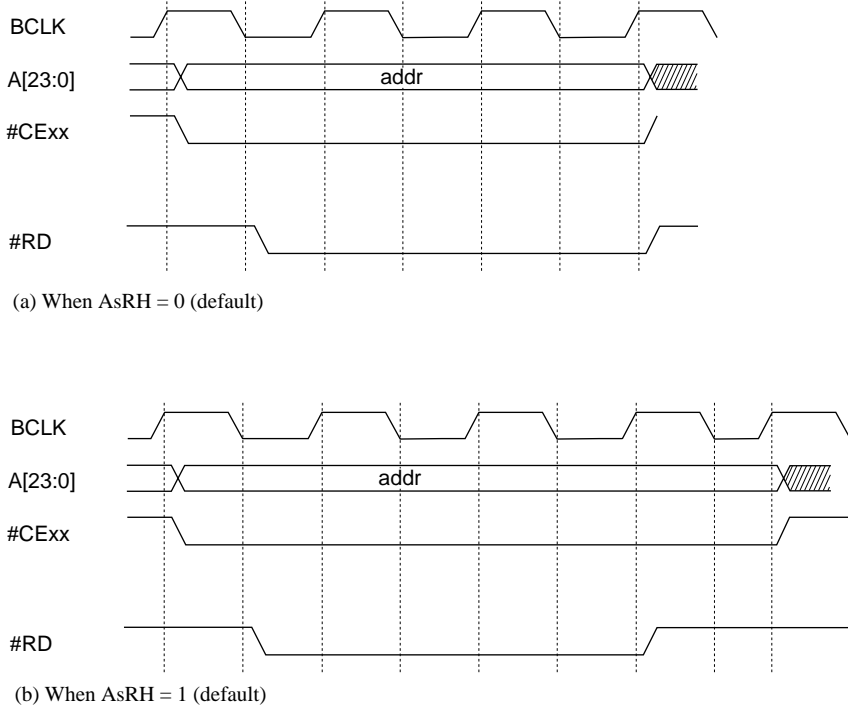 BCLK
A[23:0]
addr
#CExx
#RD
(a) When AsRH = 0 (default)
BCLK
A[23:0]
addr
#CExx
#RD
(b) When AsRH = 1 (default)